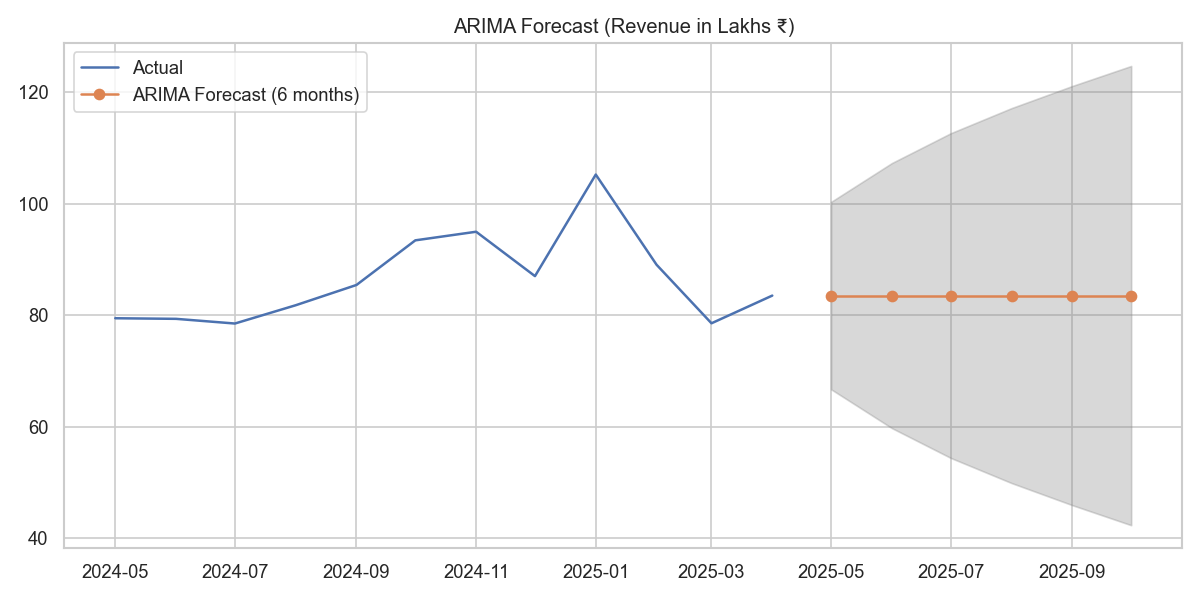 ARIMA Forecast (Revenue in Lakhs ₹)
Actual
ARIMA Forecast (6 months)
120
100
80
60
40
2024-05 2024-07 2024-09 2024-11 2025-01 2025-03 2025-05 2025-07 2025-09